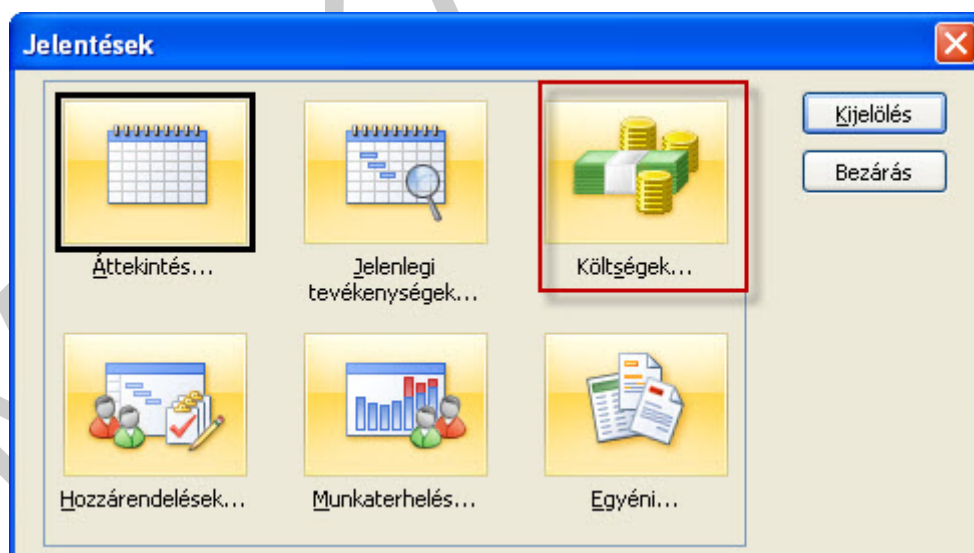 Jelentések
Kijelölés
Bezárás
Áttekintés...
Jelenlegi
tevékenységek...
Költségek...
Hozzárendelések...
Munkaterhelés...
Egyéni...